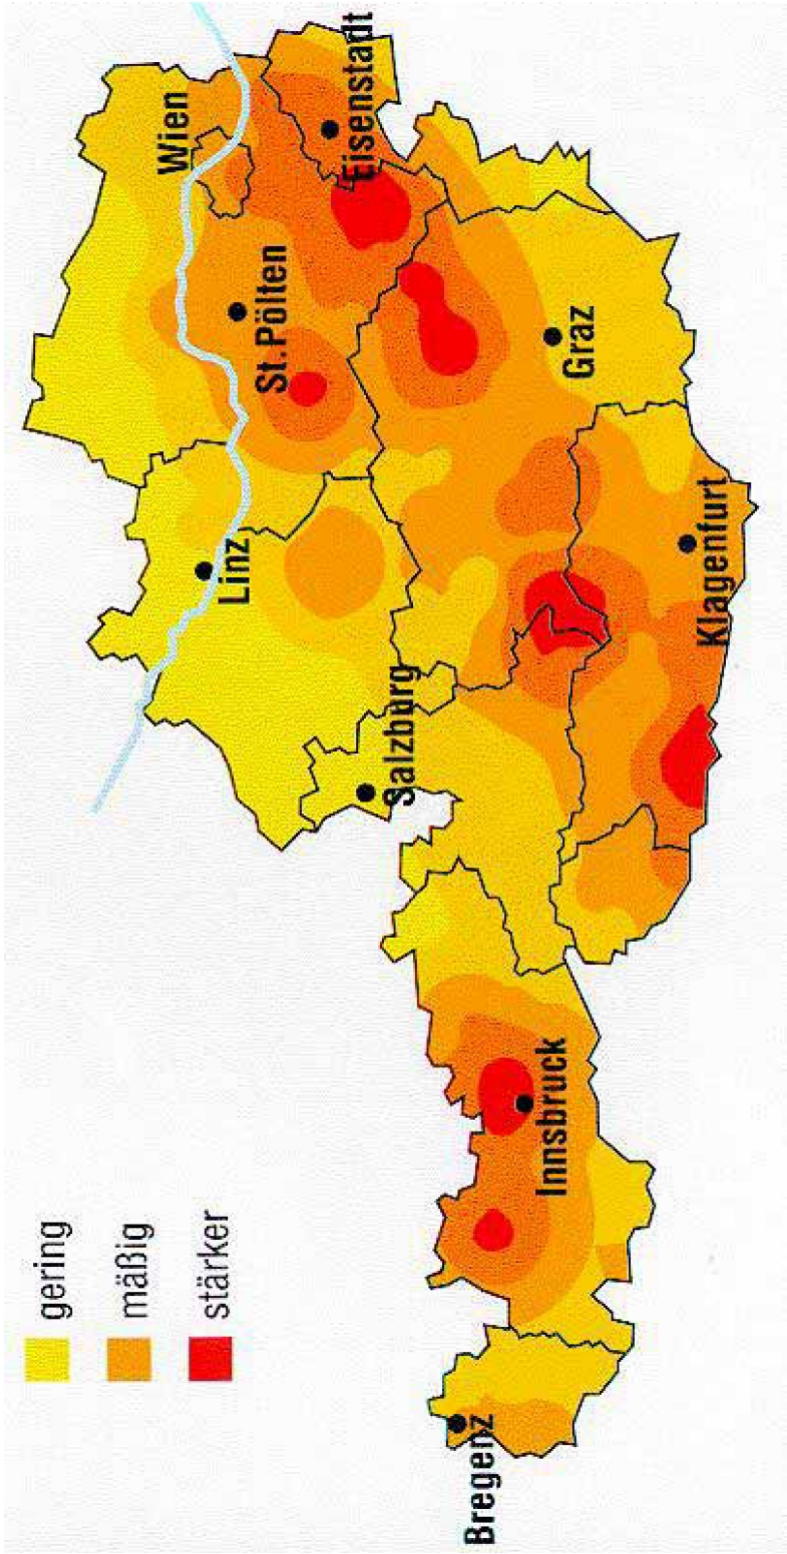 gering
mäßig
stärker
Bregenz
Innsbruck
Salzburg
Linz
St.Pölten
Wien
Eisenstadt
Graz
Klagenfurt